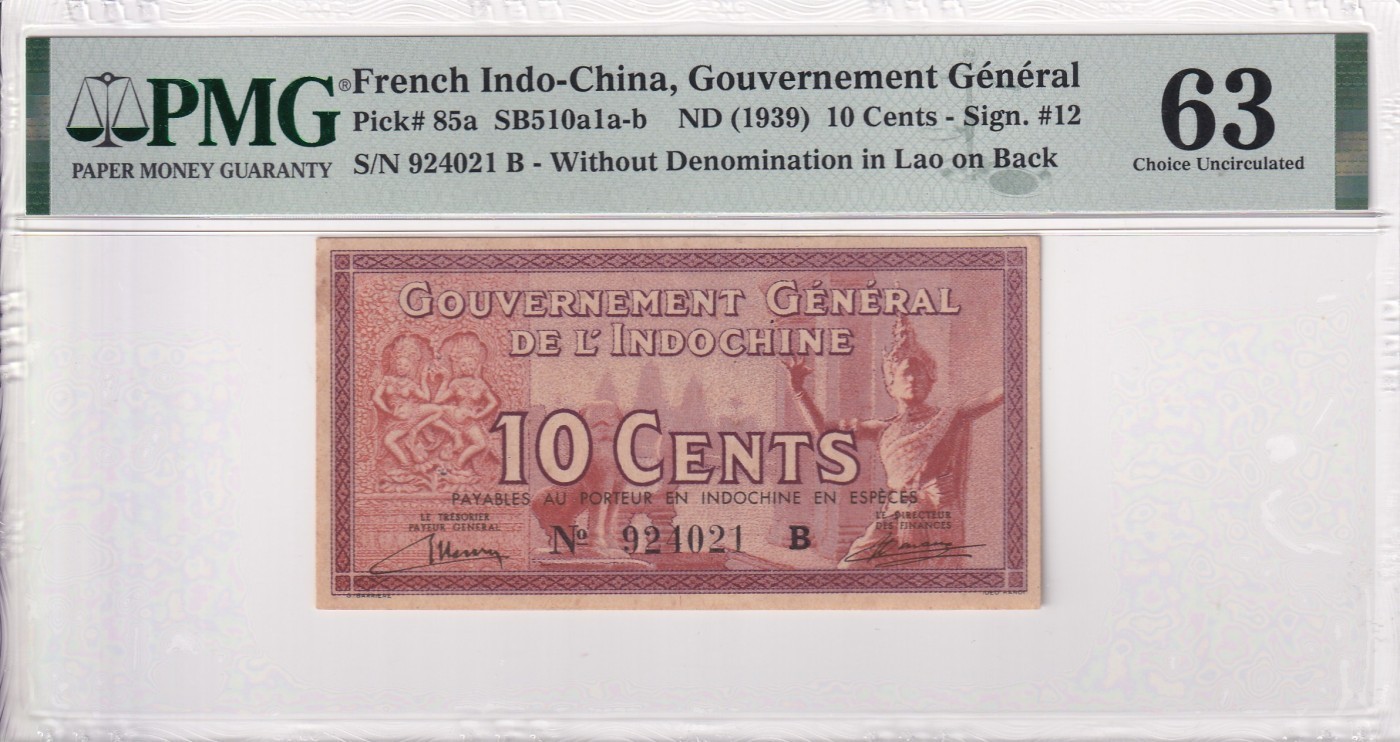 PMG®
PAPER MONEY GUARANTY
French Indo-China, Gouvernement Général
Pick# 85a SB510a1a-b ND (1939) 10 Cents - Sign. #12
S/N 924021 B - Without Denomination in Lao on Back
63
Choice Uncirculated
GOUVERNEMENT GÉNÉRAL
DE L'INDOCHINE
10 CENTS
PAYABLES AU PORTEUR EN INDOCHINE EN ESPÈCES
LE TRÉSORIER
PAYEUR GÉNÉRAL
LE DIRECTEUR
DES FINANCES
Nº 924021 B